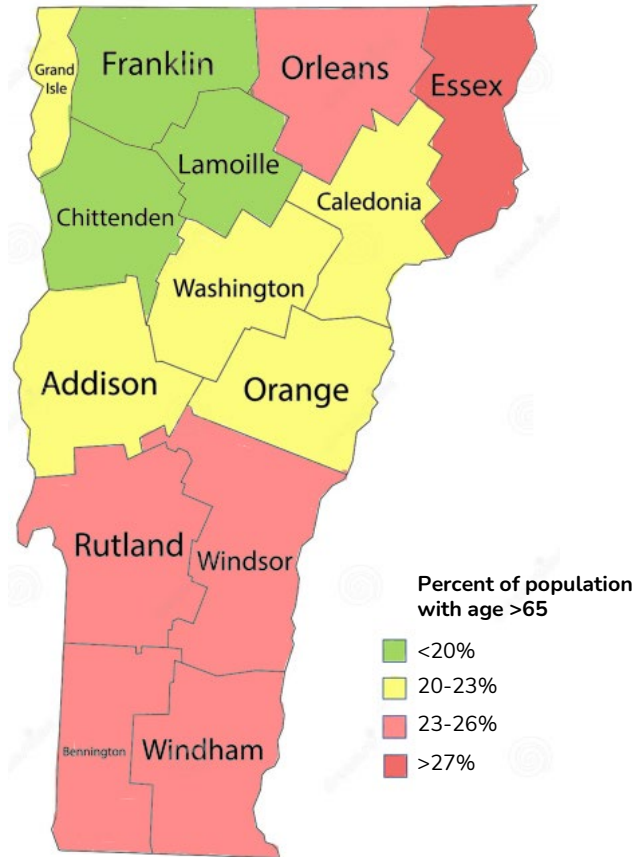 Grand
Isle
Franklin
Orleans
Essex
Lamoille
Caledonia
Chittenden
Washington
Addison
Orange
Rutland
Windsor
Percent of population
with age >65
<20%
20-23%
23-26%
>27%
Bennington
Windham